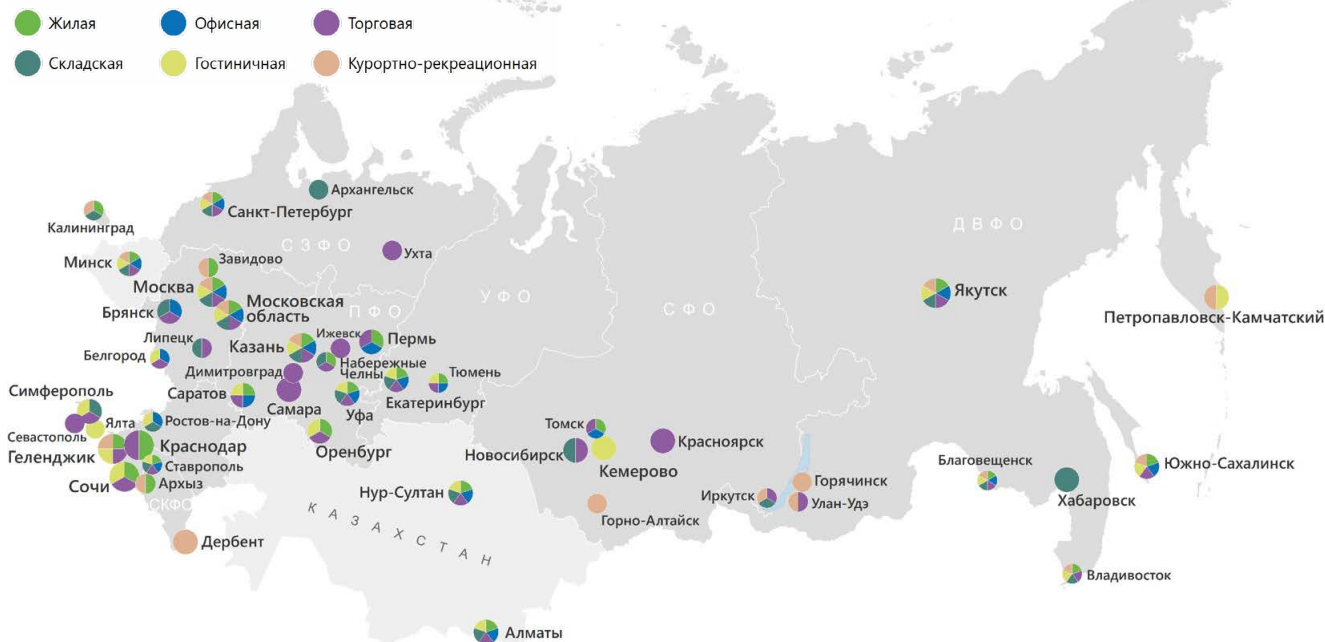 Жилая
Офисная
Торговая
Складская
Гостиничная
Курортно-рекреационная
Архангельск
Санкт-Петербург
Калининград
СЗФО
ДВФО
Ухта
Завидово
Минск
Москва
Якутск
УФО
Московская
область
ПФО
СФО
Брянск
Петропавловск-Камчатский
Липецк
Ижевск
Пермь
Казань
Белгород
Набережные
Челны
Димитровград
Тюмень
Екатеринбург
Симферополь
Саратов
Самара
Уфа
Ялта
Ростов-на-Дону
Томск
Севастополь
Краснодар
Оренбург
Красноярск
Новосибирск
Геленджик
Кемерово
Ставрополь
Благовещенск
Южно-Сахалинск
Сочи
Архыз
Горячинск
Нур-Султан
Иркутск
Улан-Удэ
Хабаровск
СКФО
КАЗАХСТАН
Горно-Алтайск
Дербент
Владивосток
Алматы